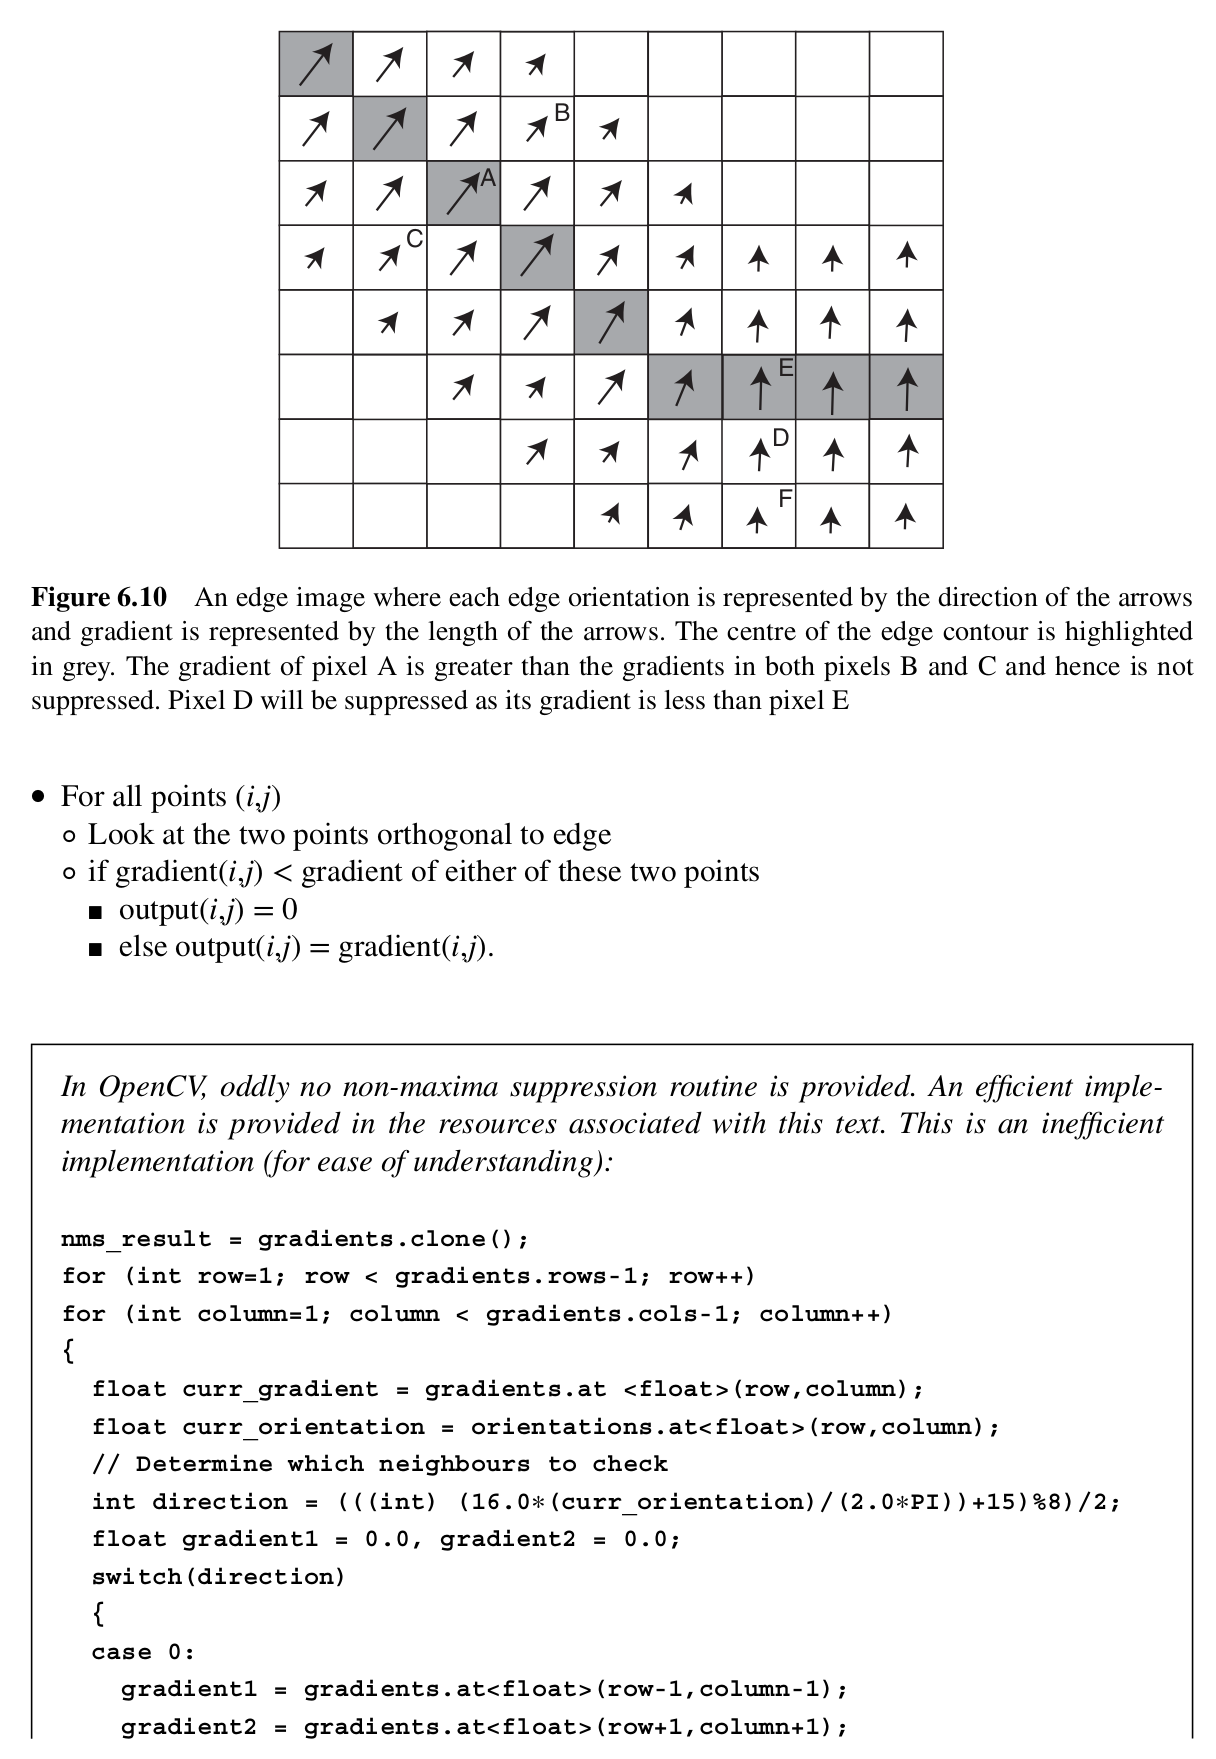 B
A
C
E
D
F
Figure 6.10 An edge image where each edge orientation is represented by the direction of the arrows
and gradient is represented by the length of the arrows. The centre of the edge contour is highlighted
in grey. The gradient of pixel A is greater than the gradients in both pixels B and C and hence is not
suppressed. Pixel D will be suppressed as its gradient is less than pixel E
• For all points (i,j)
∘ Look at the two points orthogonal to edge
∘ if gradient(i,j) < gradient of either of these two points
▪ output(i,j) = 0
▪ else output(i,j) = gradient(i,j).
In OpenCV, oddly no non-maxima suppression routine is provided. An efficient imple-
mentation is provided in the resources associated with this text. This is an inefficient
implementation (for ease of understanding):
nms_result = gradients.clone();
for (int row=1; row < gradients.rows-1; row++)
for (int column=1; column < gradients.cols-1; column++)
{
float curr_gradient = gradients.at <float>(row,column);
float curr_orientation = orientations.at<float>(row,column);
// Determine which neighbours to check
int direction = (((int) (16.0*(curr_orientation)/(2.0*PI))+15)%8)/2;
float gradient1 = 0.0, gradient2 = 0.0;
switch(direction)
{
case 0:
gradient1 = gradients.at<float>(row-1,column-1);
gradient2 = gradients.at<float>(row+1,column+1);